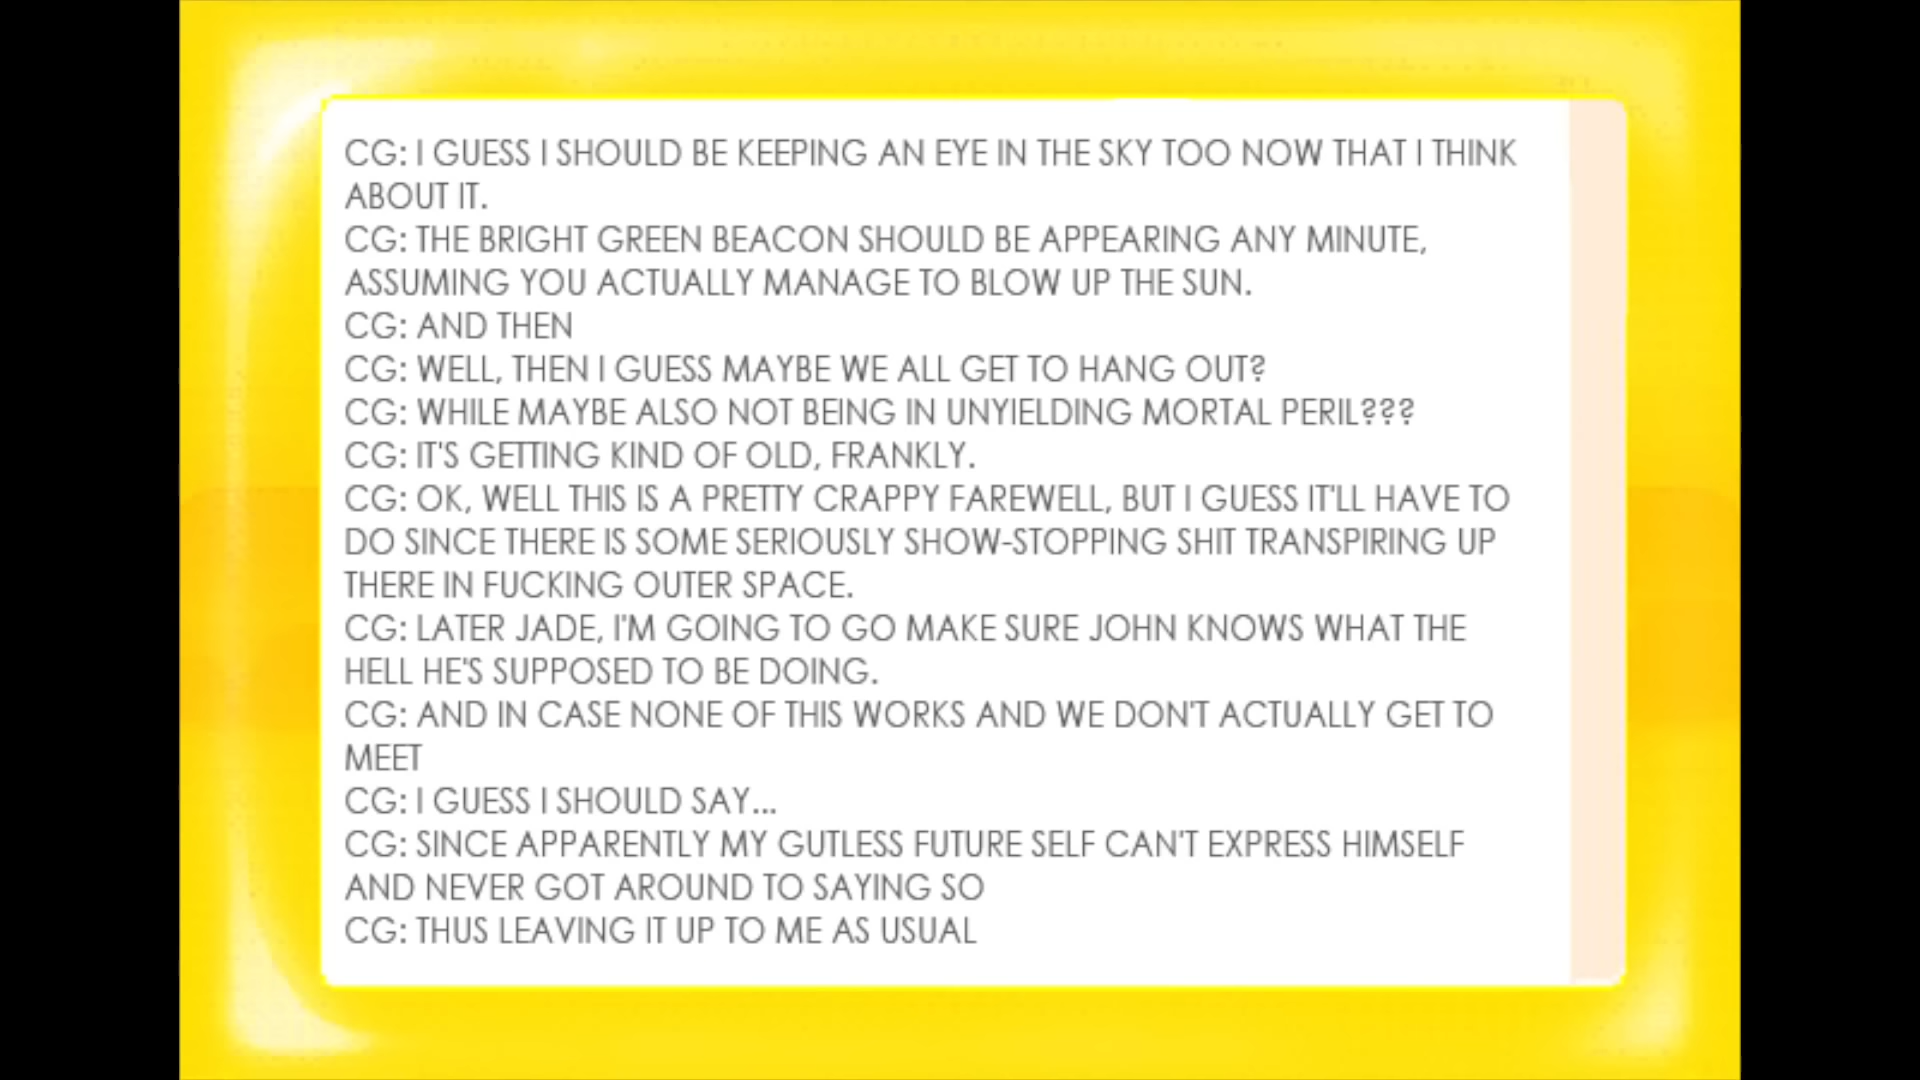 CG: I GUESS I SHOULD BE KEEPING AN EYE IN THE SKY TOO NOW THAT I THINK
ABOUT IT.
CG: THE BRIGHT GREEN BEACON SHOULD BE APPEARING ANY MINUTE,
ASSUMING YOU ACTUALLY MANAGE TO BLOW UP THE SUN.
CG: AND THEN
CG: WELL, THEN I GUESS MAYBE WE ALL GET TO HANG OUT?
CG: WHILE MAYBE ALSO NOT BEING IN UNYIELDING MORTAL PERIL???
CG: IT'S GETTING KIND OF OLD, FRANKLY.
CG: OK, WELL THIS IS A PRETTY CRAPPY FAREWELL, BUT I GUESS IT'LL HAVE TO
DO SINCE THERE IS SOME SERIOUSLY SHOW-STOPPING SHIT TRANSPIRING UP
THERE IN FUCKING OUTER SPACE.
CG: LATER JADE, I'M GOING TO GO MAKE SURE JOHN KNOWS WHAT THE
HELL HE'S SUPPOSED TO BE DOING.
CG: AND IN CASE NONE OF THIS WORKS AND WE DON'T ACTUALLY GET TO
MEET
CG: I GUESS I SHOULD SAY...
CG: SINCE APPARENTLY MY GUTLESS FUTURE SELF CAN'T EXPRESS HIMSELF
AND NEVER GOT AROUND TO SAYING SO
CG: THUS LEAVING IT UP TO ME AS USUAL